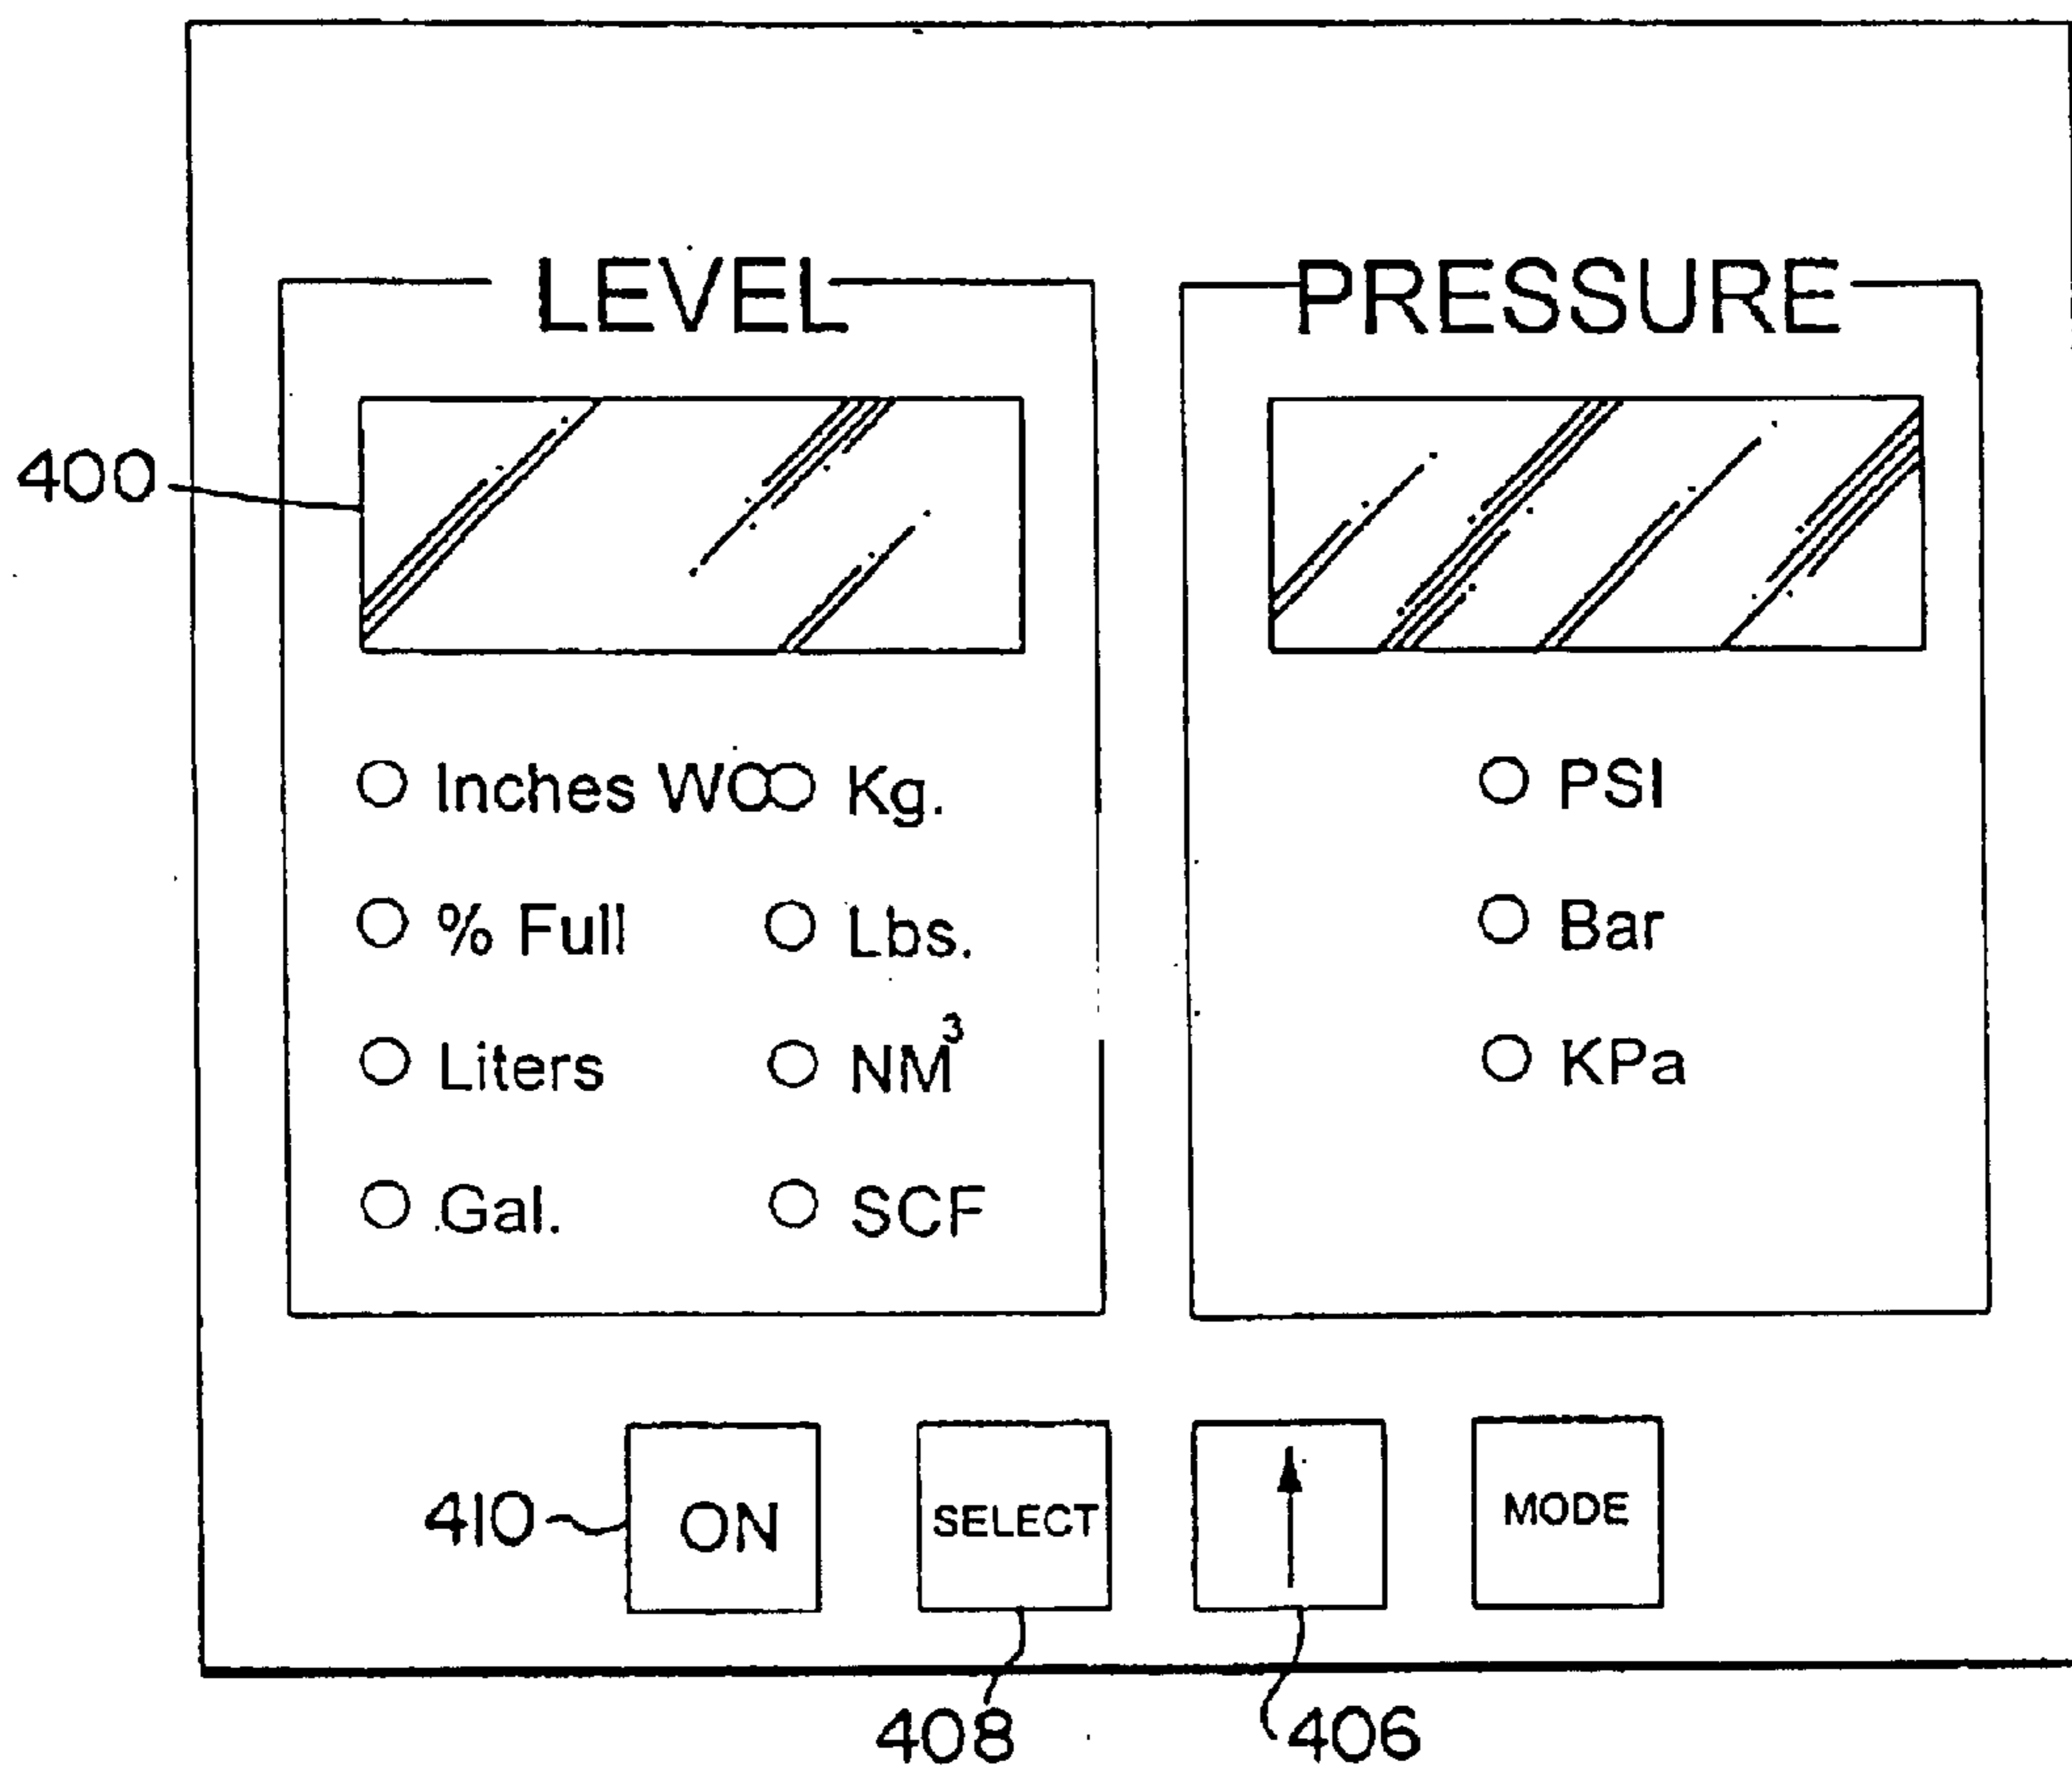 LEVEL PRESSURE
400
Inches WC Kg. PSI
% Full Lbs. Bar
Liters NM³ KPa
Gal. SCF
410 ON SELECT MODE
408 406